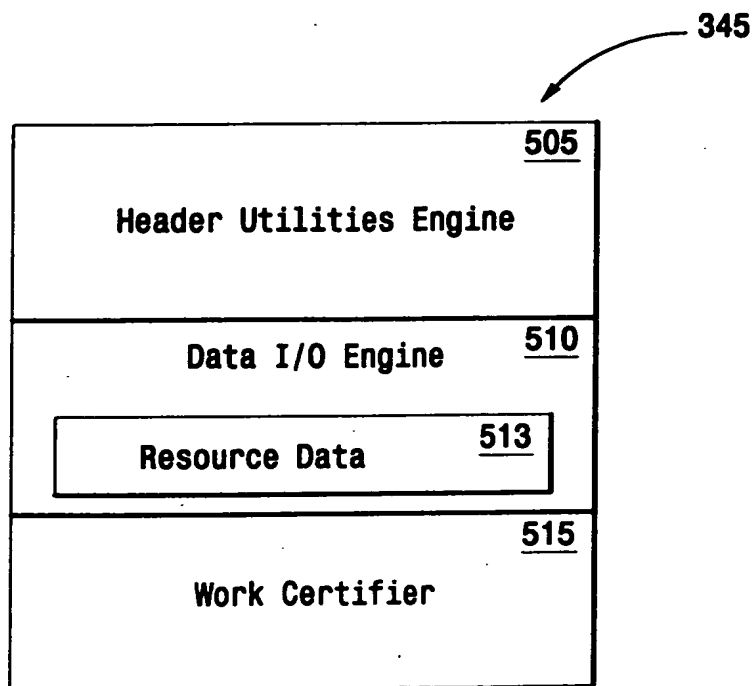 345
505
Header Utilities Engine
510
Data I/O Engine
513
Resource Data
515
Work Certifier